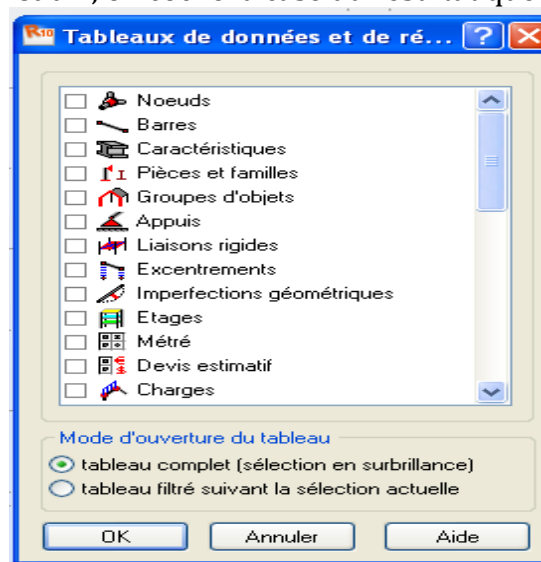 R10 Tableaux de données et de ré... ?
Noeuds
Barres
Caractéristiques
Pièces et familles
Groupes d'objets
Appuis
Liaisons rigides
Excentrements
Imperfections géométriques
Etages
Métré
Devis estimatif
Charges
Mode d'ouverture du tableau
tableau complet (sélection en surbrillance)
tableau filtré suivant la sélection actuelle
OK Annuler Aide